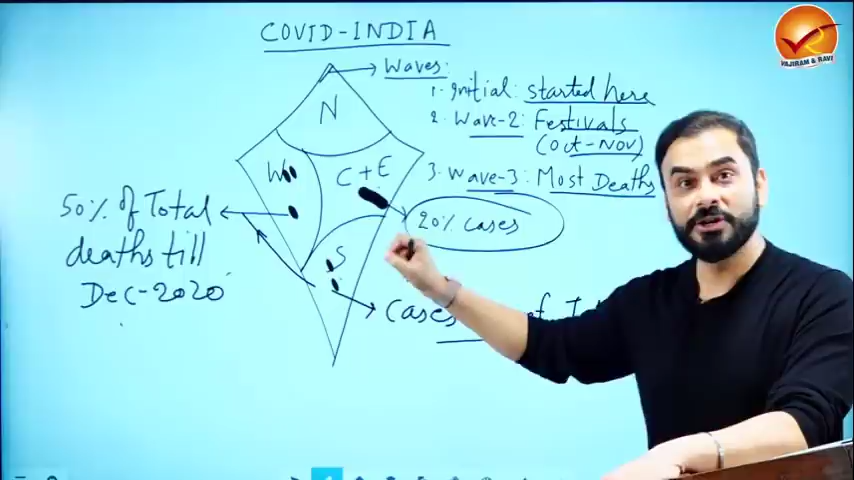 COVID-INDIA
Waves:
1. Initial: started here
2. Wave-2: Festivals
(Oct-Nov)
3. Wave-3: Most Deaths
N
W
C+E
S
20% cases
50% of Total
deaths till
Dec-2020
Cases
VAJIRAM & RAVI